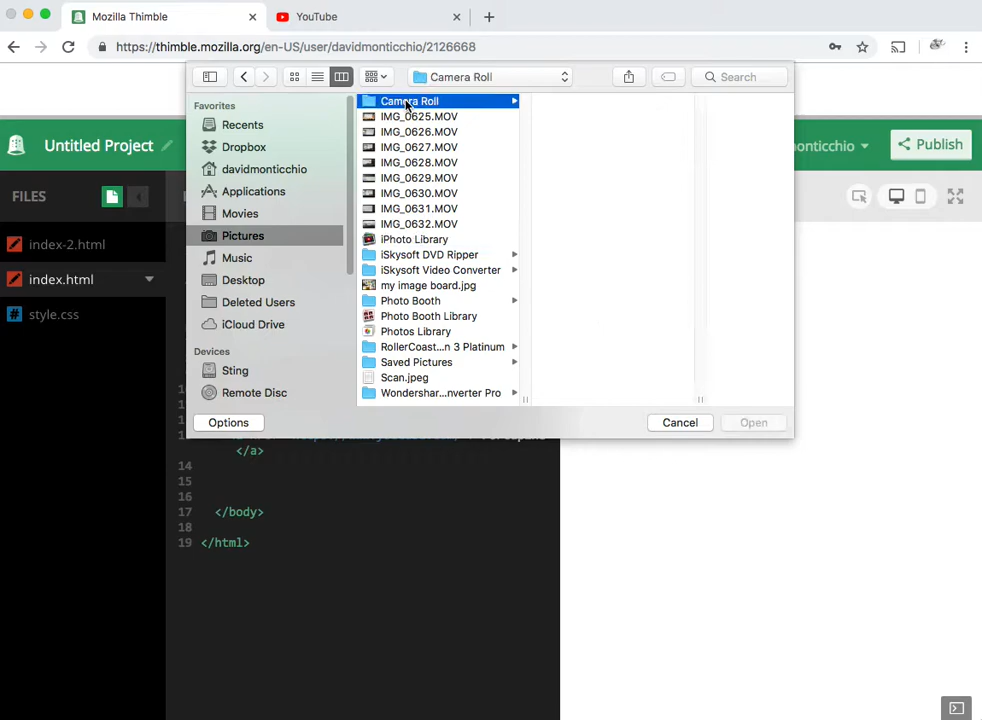 Mozilla Thimble
YouTube
https://thimble.mozilla.org/en-US/user/davidmonticchio/2126668
Camera Roll
Search
Untitled Project
onticchio
Publish
FILES
index-2.html
index.html
style.css
Favorites
Recents
Dropbox
davidmonticchio
Applications
Movies
Pictures
Music
Desktop
Deleted Users
iCloud Drive
Devices
Sting
Remote Disc
Camera Roll
IMG_0625.MOV
IMG_0626.MOV
IMG_0627.MOV
IMG_0628.MOV
IMG_0629.MOV
IMG_0630.MOV
IMG_0631.MOV
IMG_0632.MOV
iPhoto Library
iSkysoft DVD Ripper
iSkysoft Video Converter
my image board.jpg
Photo Booth
Photo Booth Library
Photos Library
RollerCoast...n 3 Platinum
Saved Pictures
Scan.jpeg
Wondershar...nverter Pro
Options
Cancel
Open
</a>
14
15
16
17 </body>
18
19 </html>